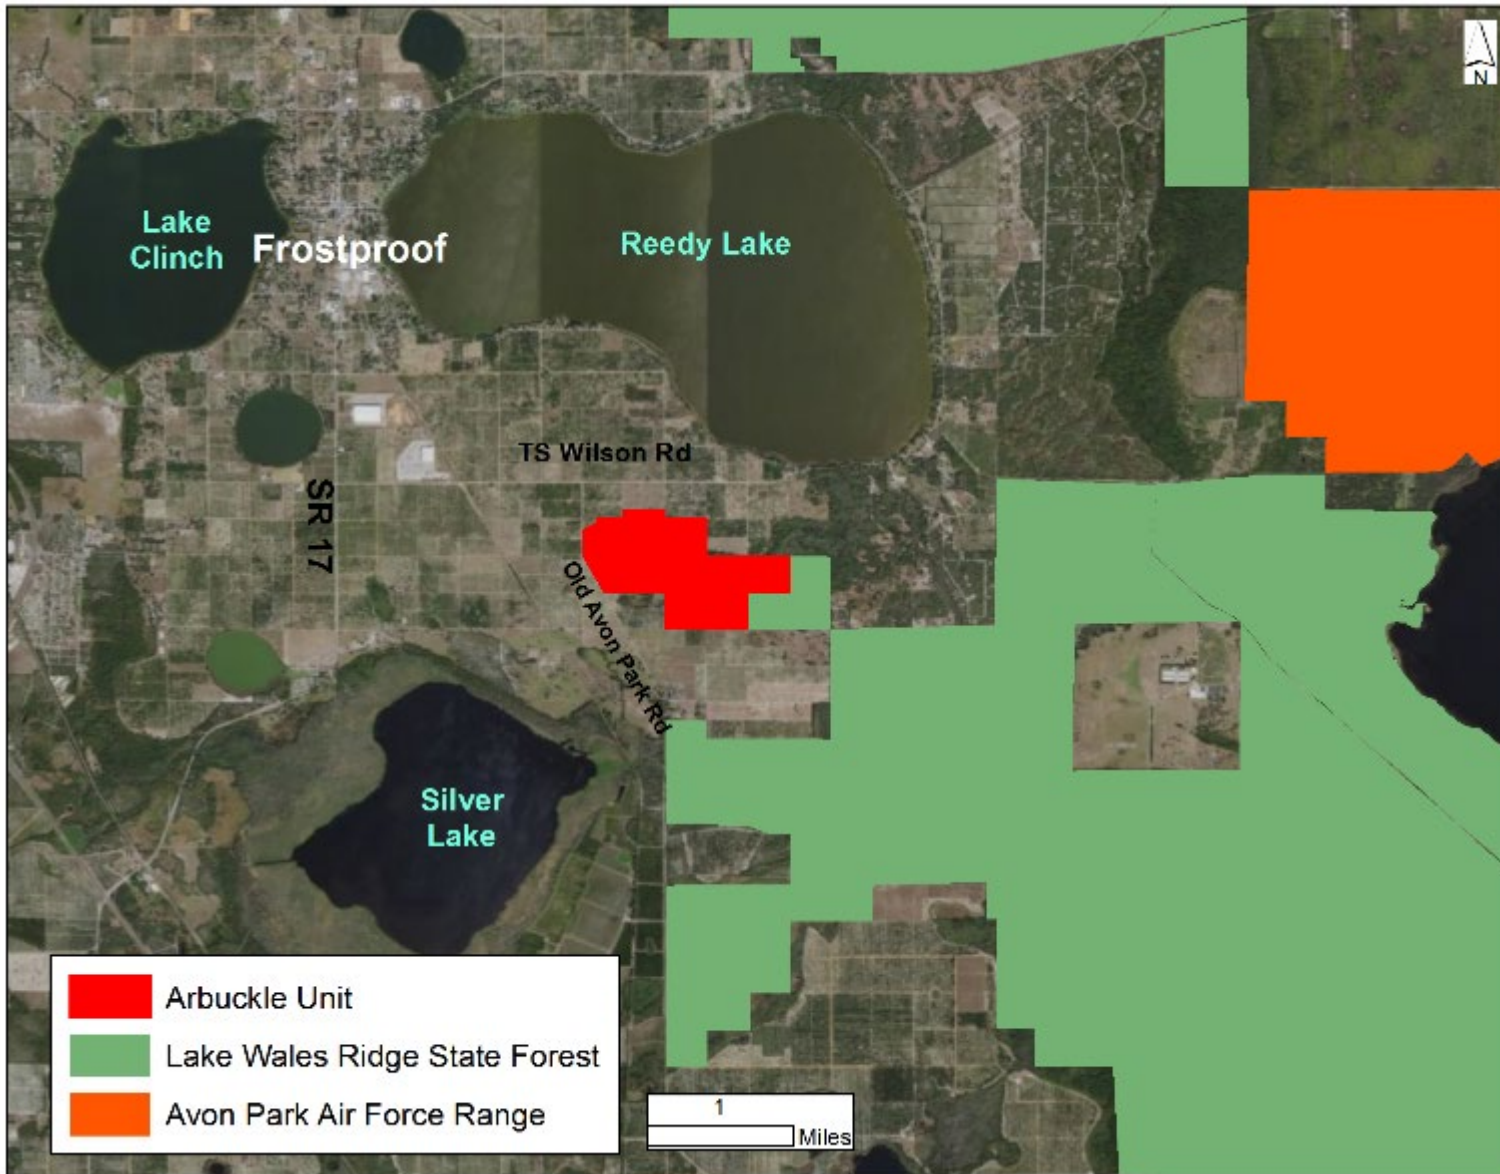 N
Lake
Clinch
Frostproof
Reedy Lake
TS Wilson Rd
SR 17
Old Avon Park Rd
Silver
Lake
Arbuckle Unit
Lake Wales Ridge State Forest
Avon Park Air Force Range
1
Miles